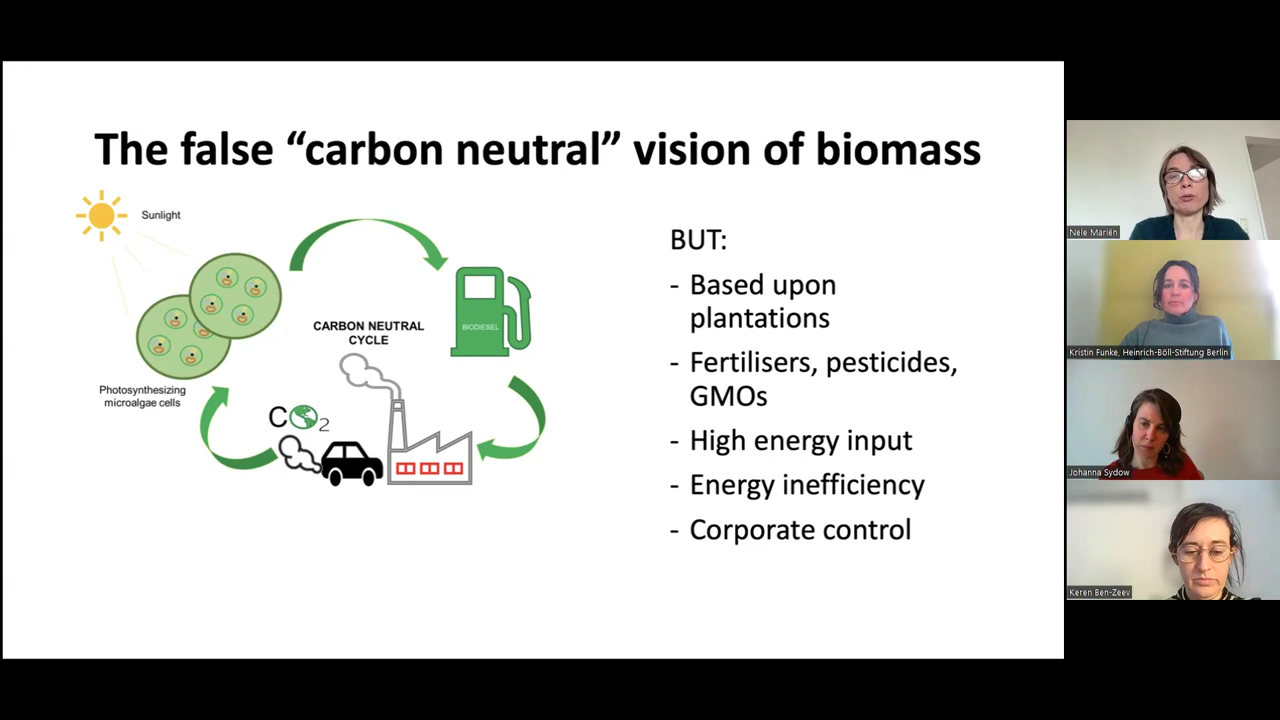 The false “carbon neutral” vision of biomass
Sunlight
BIODIESEL
CARBON NEUTRAL
CYCLE
Photosynthesizing
microalgae cells
CO2
BUT:
- Based upon
plantations
- Fertilisers, pesticides,
GMOs
- High energy input
- Energy inefficiency
- Corporate control
Nele Mariën
Kristin Funke, Heinrich-Böll-Stiftung Berlin
Johanna Sydow
Keren Ben-Zeev